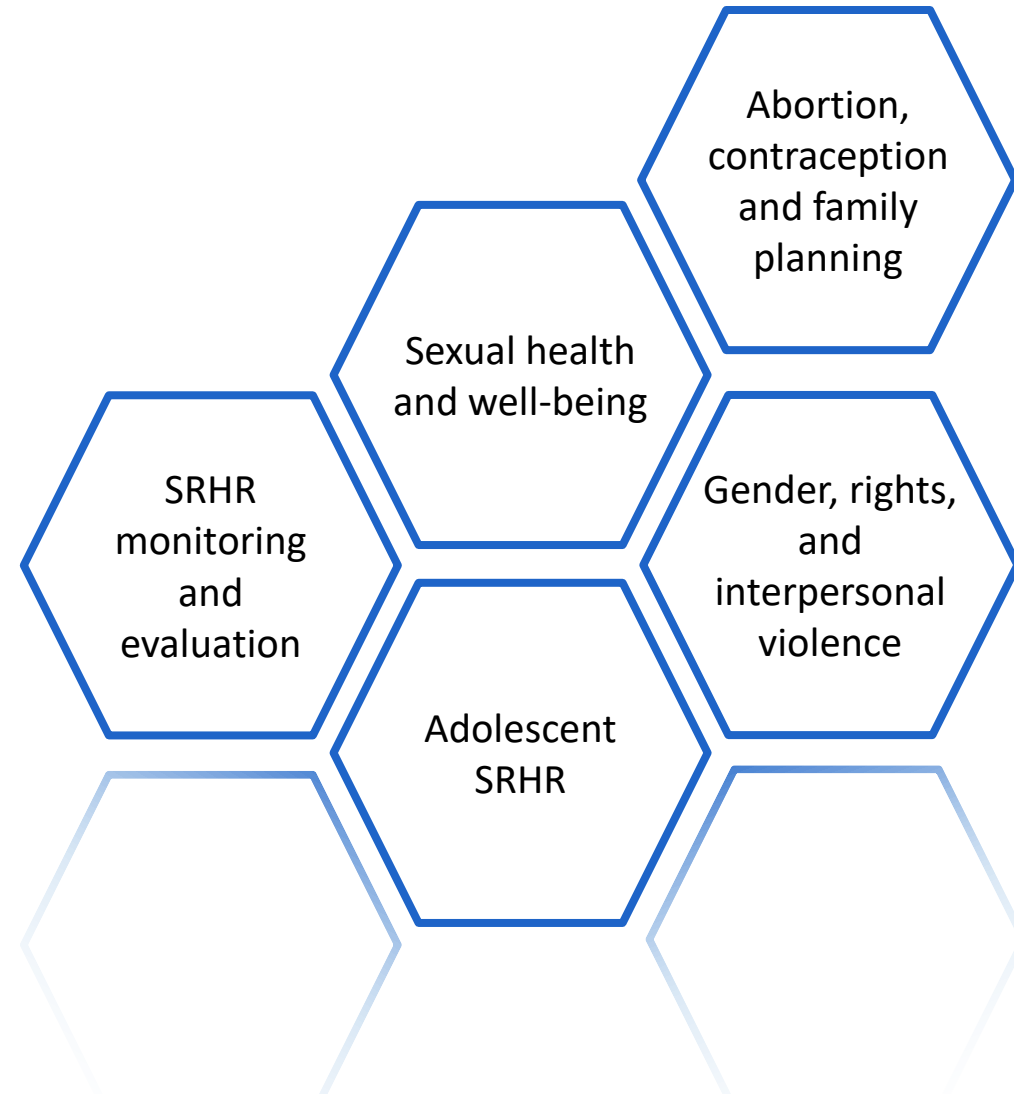 Abortion,
contraception
and family
planning
Sexual health
and well-being
SRHR
monitoring
and
evaluation
Gender, rights,
and
interpersonal
violence
Adolescent
SRHR